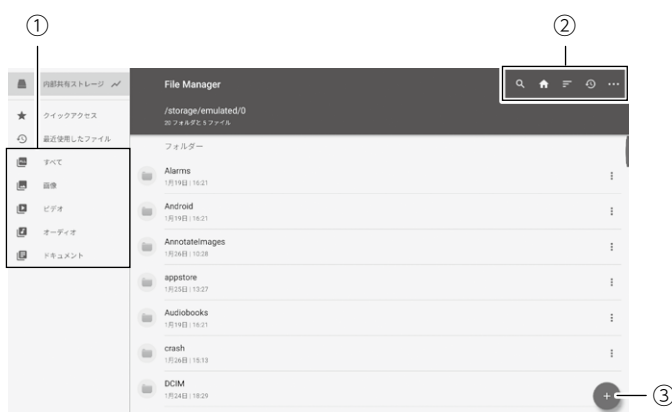 ①
②
内部共有ストレージ
クイックアクセス
最近使用したファイル
すべて
画像
ビデオ
オーディオ
ドキュメント
File Manager
/storage/emulated/0
20 フォルダと 5 ファイル
フォルダー
Alarms
1月19日 | 16:21
Android
1月19日 | 16:21
AnnotateImages
1月26日 | 10:28
appstore
1月25日 | 13:27
Audiobooks
1月19日 | 16:21
crash
1月26日 | 15:13
DCIM
1月24日 | 18:29
③